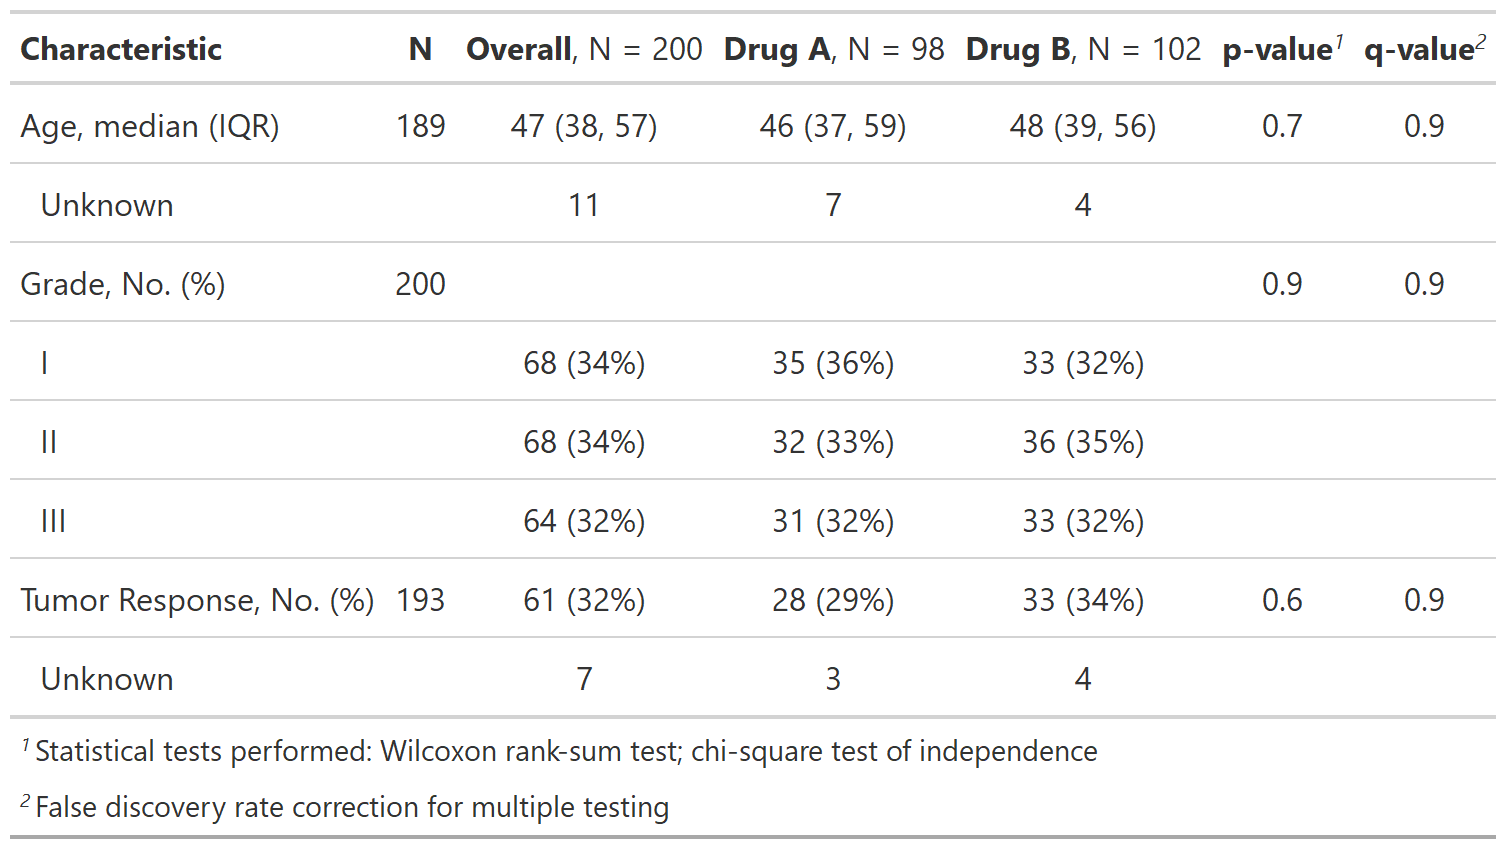 Characteristic N Overall, N = 200 Drug A, N = 98 Drug B, N = 102 p-value1 q-value2
Age, median (IQR) 189 47 (38, 57) 46 (37, 59) 48 (39, 56) 0.7 0.9
Unknown 11 7 4
Grade, No. (%) 200 0.9 0.9
I 68 (34%) 35 (36%) 33 (32%)
II 68 (34%) 32 (33%) 36 (35%)
III 64 (32%) 31 (32%) 33 (32%)
Tumor Response, No. (%) 193 61 (32%) 28 (29%) 33 (34%) 0.6 0.9
Unknown 7 3 4
1 Statistical tests performed: Wilcoxon rank-sum test; chi-square test of independence
2 False discovery rate correction for multiple testing